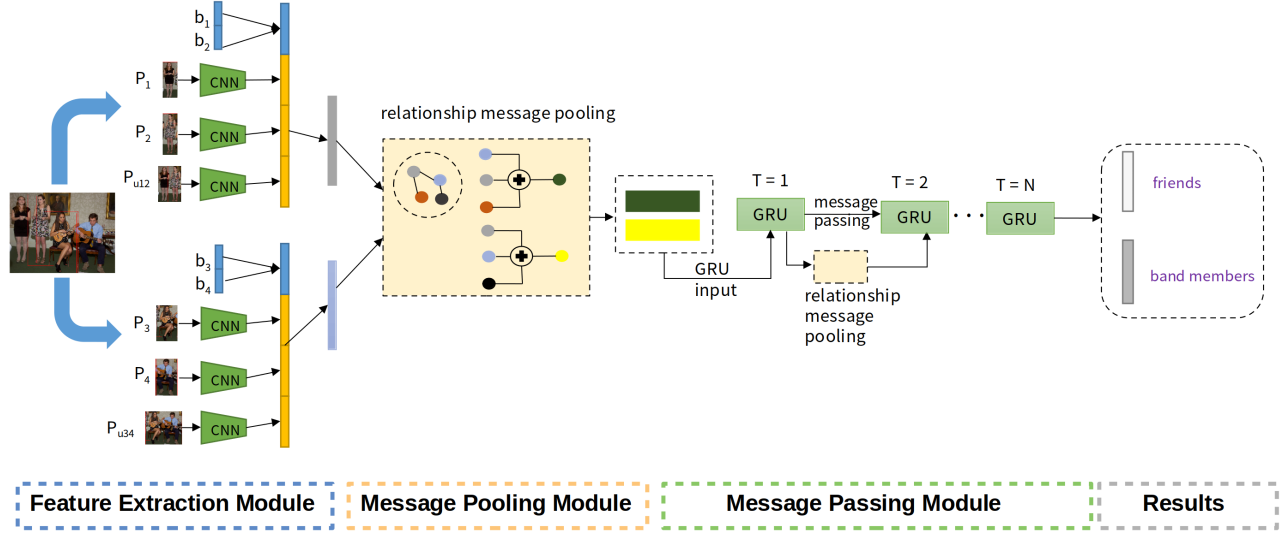 b1
b2
P1
CNN
P2
CNN
Pu12
CNN
b3
b4
P3
CNN
P4
CNN
Pu34
CNN
relationship message pooling
GRU
input
T = 1
GRU
message
passing
T = 2
GRU
• • •
T = N
GRU
relationship
message
pooling
friends
band members
Feature Extraction Module
Message Pooling Module
Message Passing Module
Results